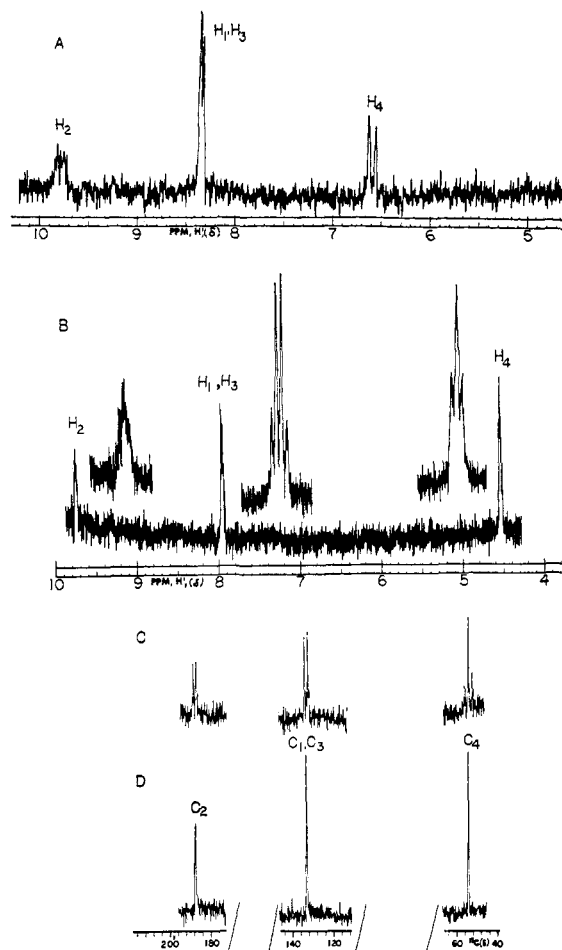 A
H₂
H₁,H₃
H₄
10 9 8 7 6 5
PPM, H¹,(δ)
B
H₂
H₁,H₃
H₄
10 9 8 7 6 5 4
PPM, H¹,(δ)
C
C₁,C₃
C₄
D
C₂
200 180 140 120 60 ¹³C(δ) 40